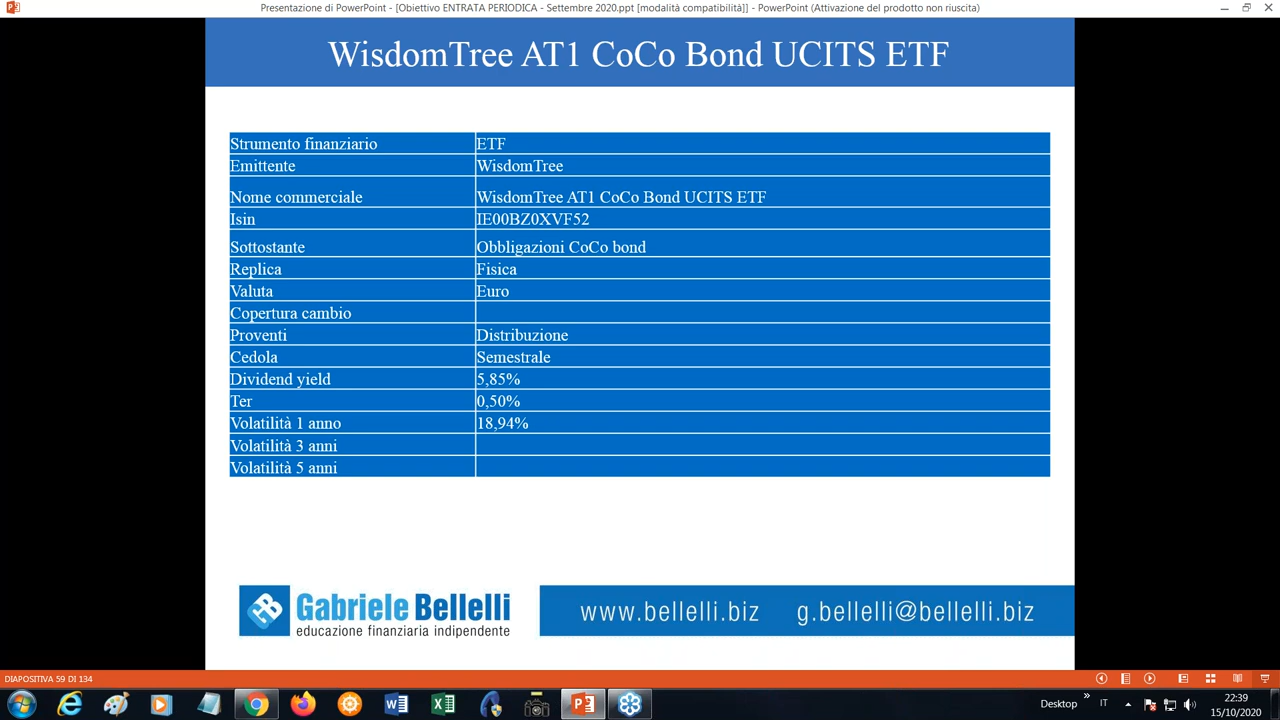 Presentazione di PowerPoint - [Obiettivo ENTRATA PERIODICA - Settembre 2020.ppt [modalità compatibilità]] - PowerPoint (Attivazione del prodotto non riuscita)
WisdomTree AT1 CoCo Bond UCITS ETF
Strumento finanziario ETF
Emittente WisdomTree
Nome commerciale WisdomTree AT1 CoCo Bond UCITS ETF
Isin IE00BZ0XVF52
Sottostante Obbligazioni CoCo bond
Replica Fisica
Valuta Euro
Copertura cambio
Proventi Distribuzione
Cedola Semestrale
Dividend yield 5,85%
Ter 0,50%
Volatilità 1 anno 18,94%
Volatilità 3 anni
Volatilità 5 anni
Gabriele Bellelli
educazione finanziaria indipendente
www.bellelli.biz g.bellelli@bellelli.biz
DIAPOSITIVA 59 DI 134
Desktop IT 22:39
15/10/2020